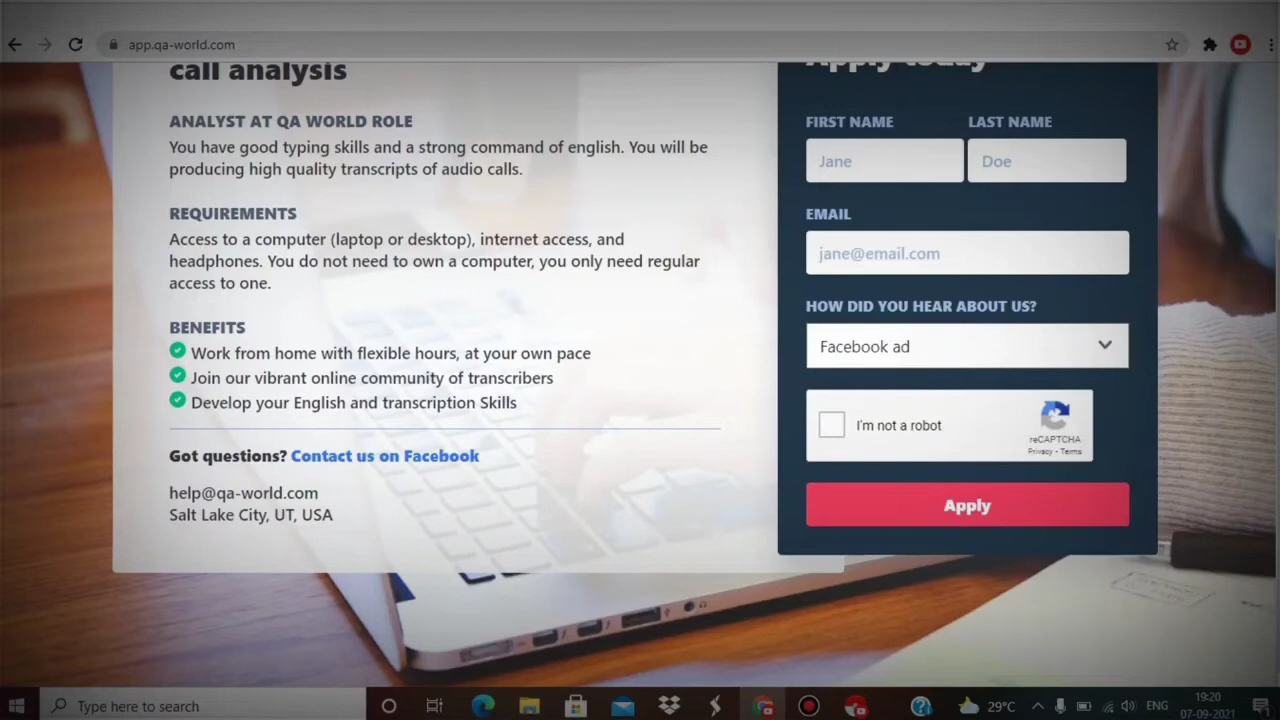 app.qa-world.com
call analysis
Apply today
ANALYST AT QA WORLD ROLE
You have good typing skills and a strong command of english. You will be
producing high quality transcripts of audio calls.
REQUIREMENTS
Access to a computer (laptop or desktop), internet access, and
headphones. You do not need to own a computer, you only need regular
access to one.
BENEFITS
Work from home with flexible hours, at your own pace
Join our vibrant online community of transcribers
Develop your English and transcription Skills
Got questions? Contact us on Facebook
help@qa-world.com
Salt Lake City, UT, USA
FIRST NAME LAST NAME
Jane Doe
EMAIL
jane@email.com
HOW DID YOU HEAR ABOUT US?
Facebook ad
I'm not a robot
reCAPTCHA
Privacy - Terms
Apply
Type here to search
29°C
ENG
19:20
07-09-2021